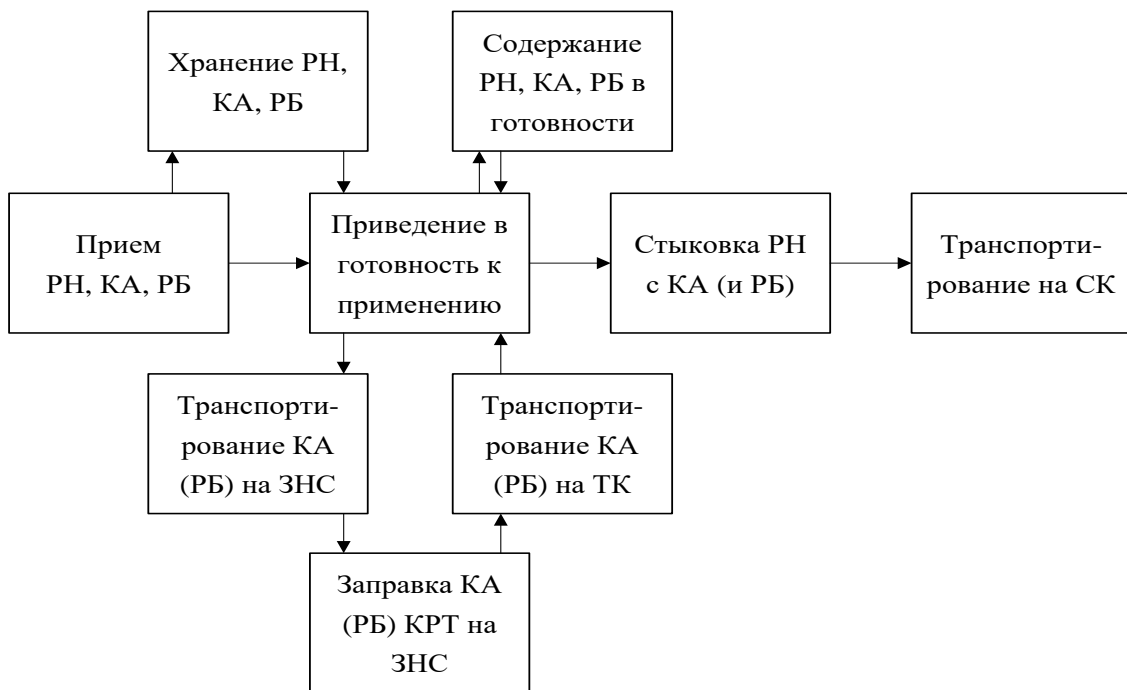 Хранение РН,
КА, РБ
Содержание
РН, КА, РБ в
готовности
Прием
РН, КА, РБ
Приведение в
готовность к
применению
Стыковка РН
с КА (и РБ)
Транспорти-
рование на СК
Транспорти-
рование КА
(РБ) на ЗНС
Транспорти-
рование КА
(РБ) на ТК
Заправка КА
(РБ) КРТ на
ЗНС